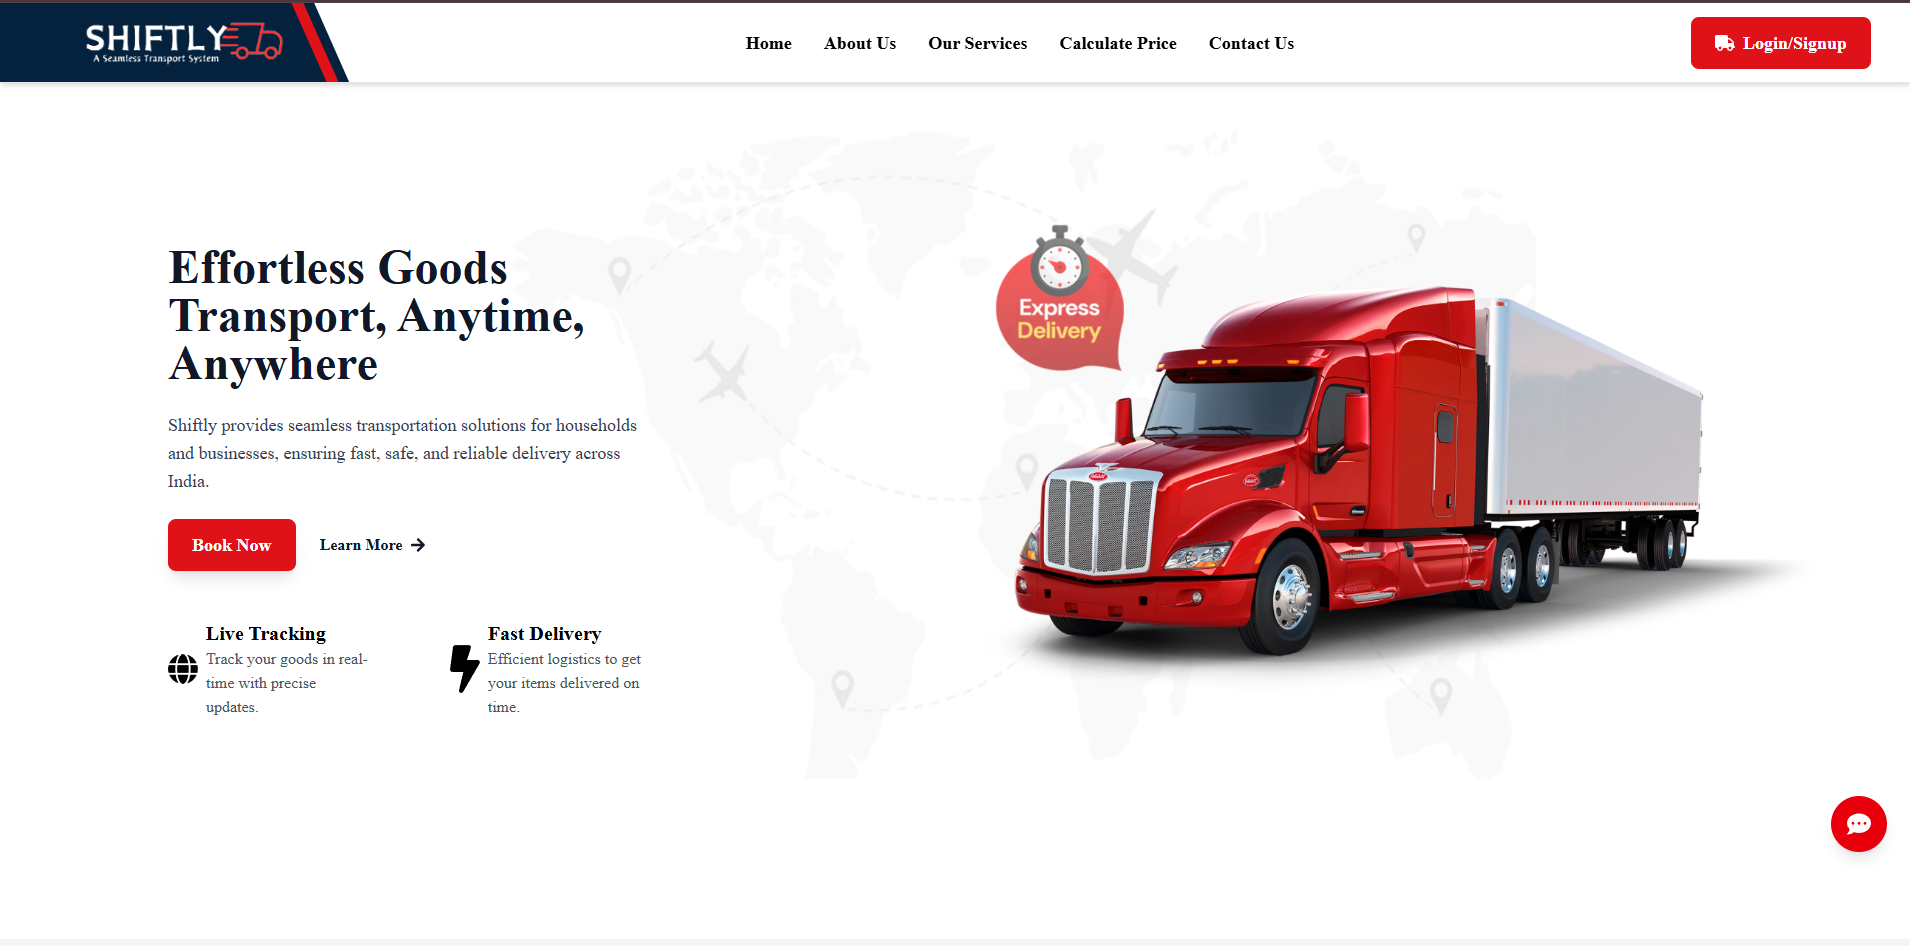 SHIFTLY
A Seamless Transport System
Home
About Us
Our Services
Calculate Price
Contact Us
Login/Signup
Effortless Goods
Transport, Anytime,
Anywhere
Shiftly provides seamless transportation solutions for households
and businesses, ensuring fast, safe, and reliable delivery across
India.
Book Now
Learn More
Live Tracking
Track your goods in real-
time with precise
updates.
Fast Delivery
Efficient logistics to get
your items delivered on
time.
Express
Delivery